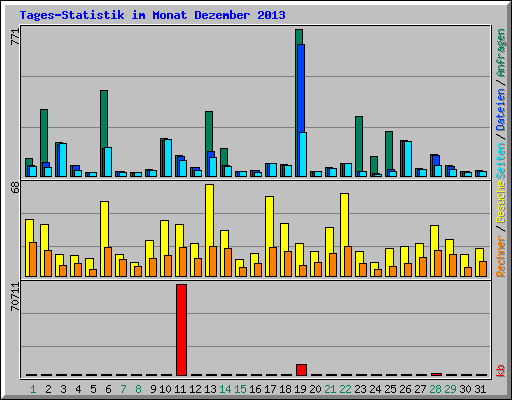 Tages-Statistik im Monat Dezember 2013
771
68
70711
Rechner / Besuche Seiten / Dateien / Anfragen
kb
1 2 3 4 5 6 7 8 9 10 11 12 13 14 15 16 17 18 19 20 21 22 23 24 25 26 27 28 29 30 31